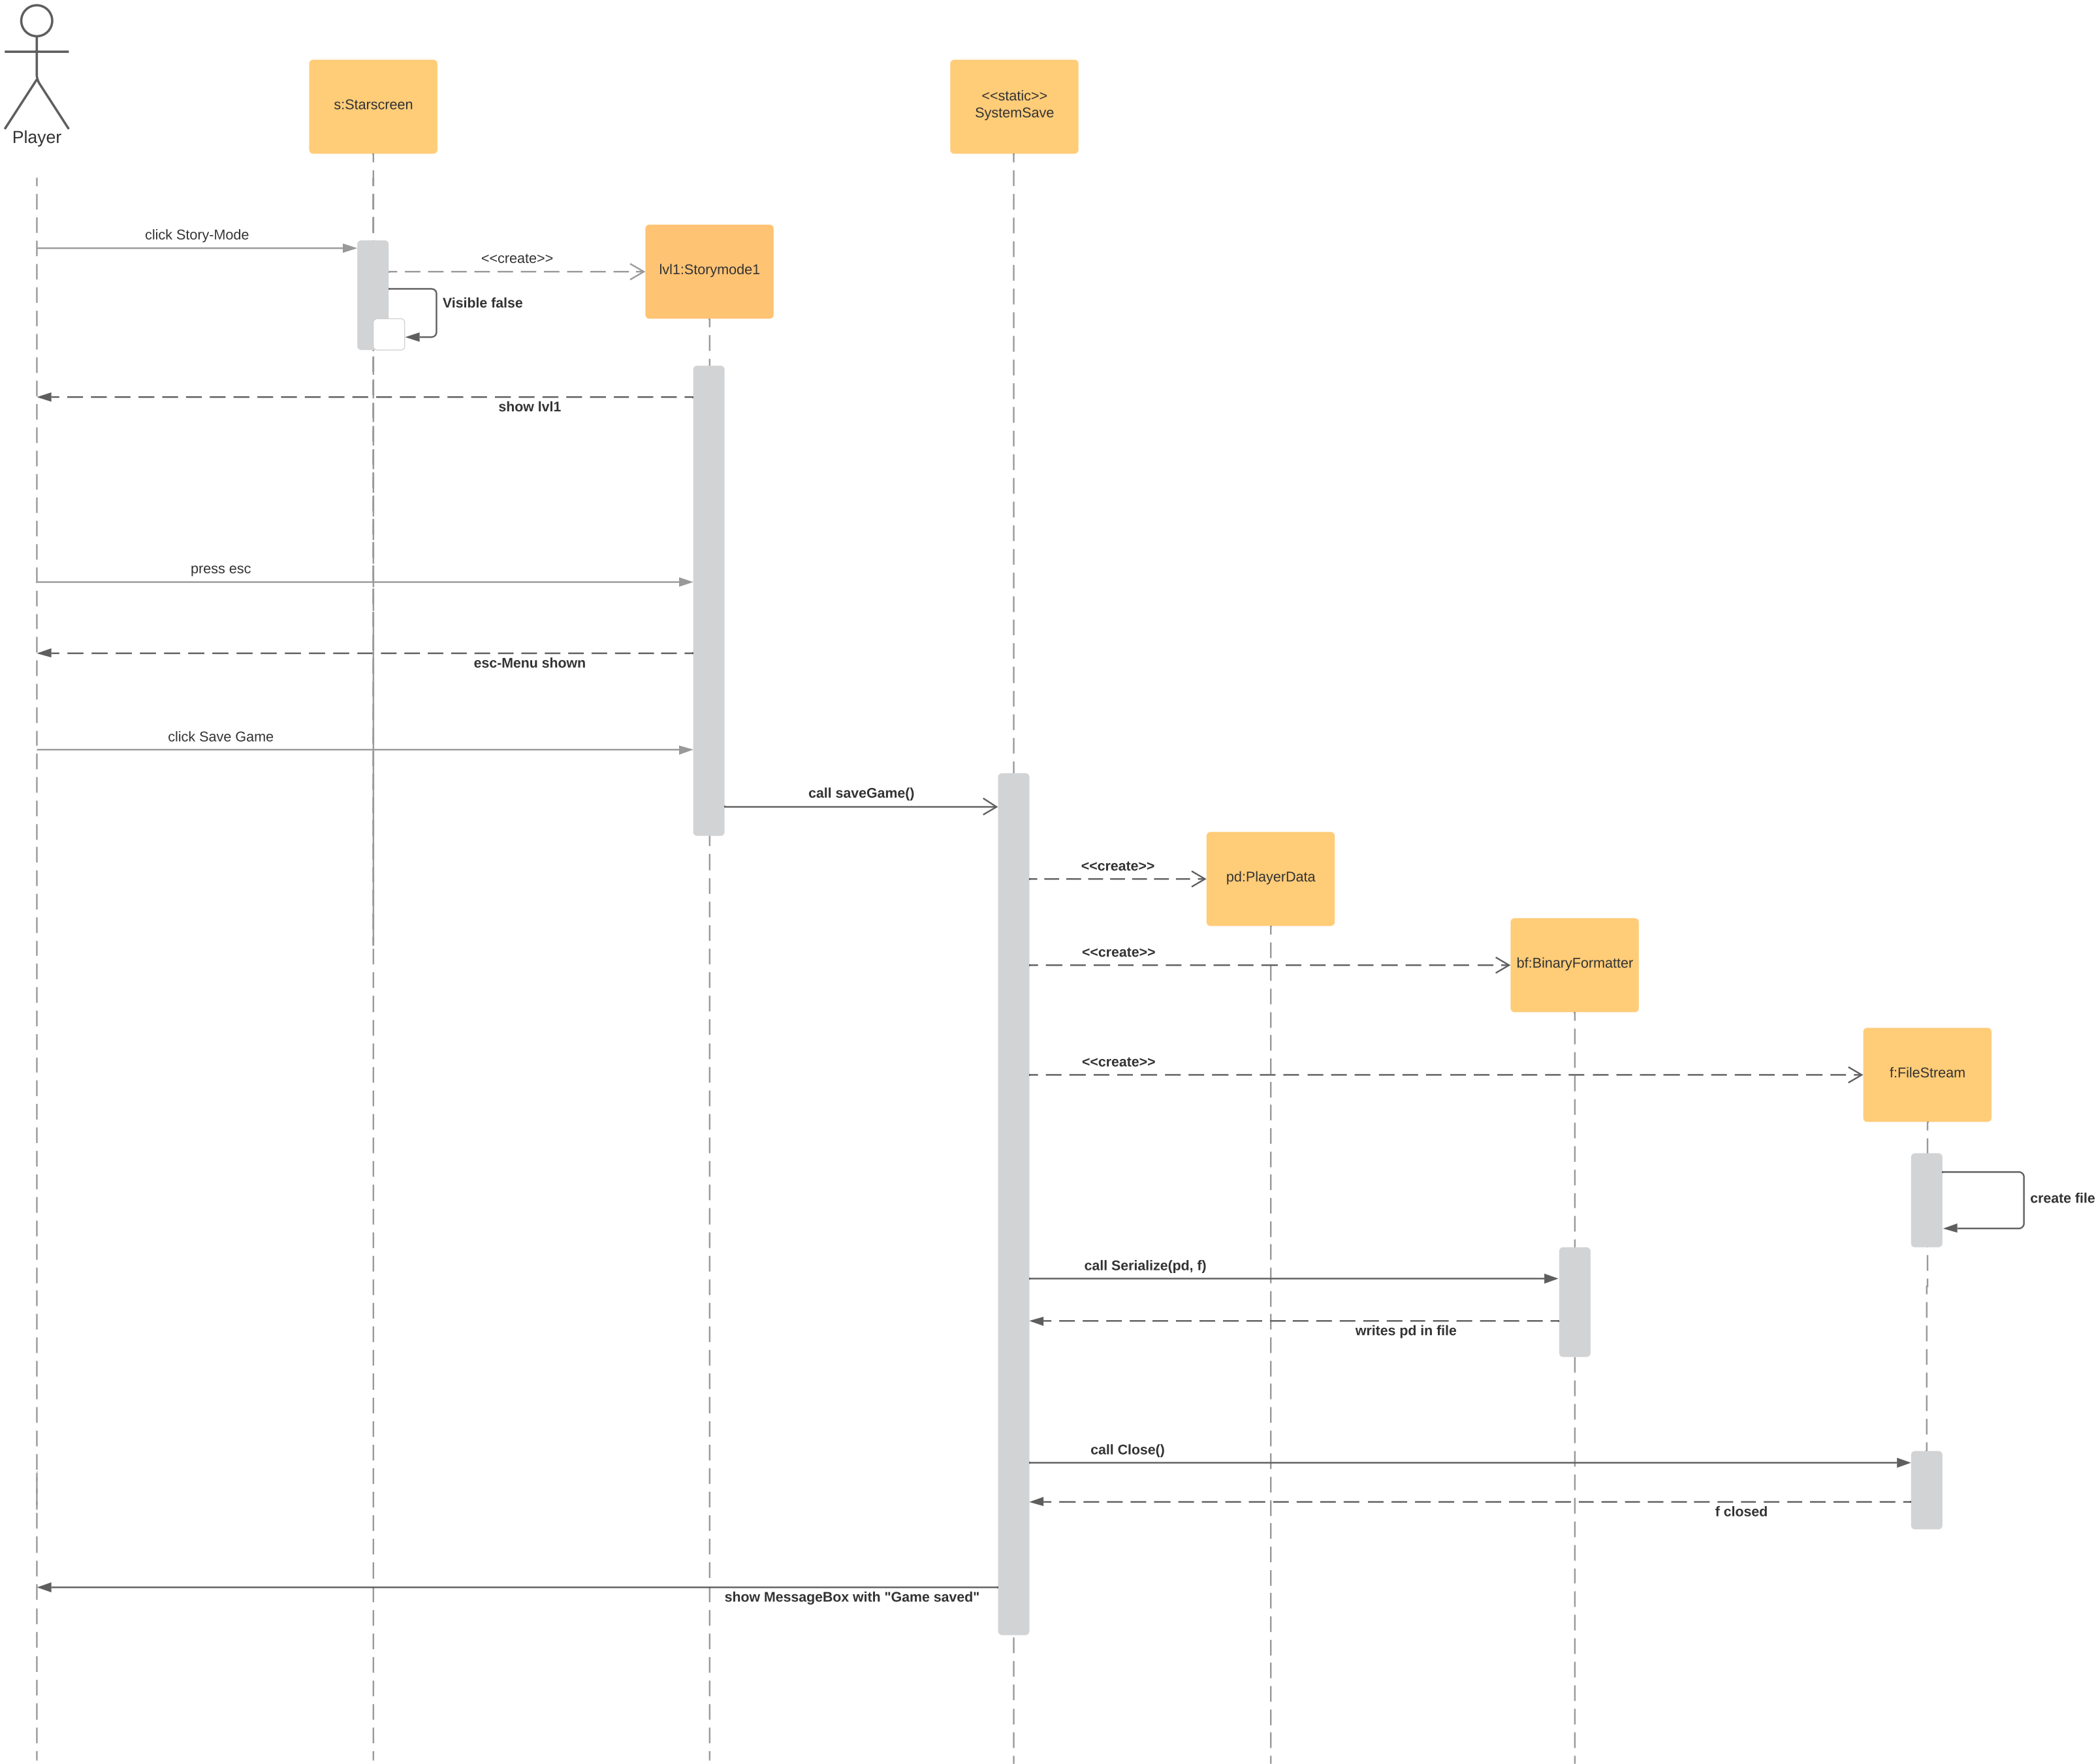 Player
s:Starscreen
<<static>>
SystemSave
click Story-Mode
<<create>>
lvl1:Storymode1
Visible false
show lvl1
press esc
esc-Menu shown
click Save Game
call saveGame()
<<create>>
pd:PlayerData
<<create>>
bf:BinaryFormatter
<<create>>
f:FileStream
create file
call Serialize(pd, f)
writes pd in file
call Close()
f closed
show MessageBox with "Game saved"